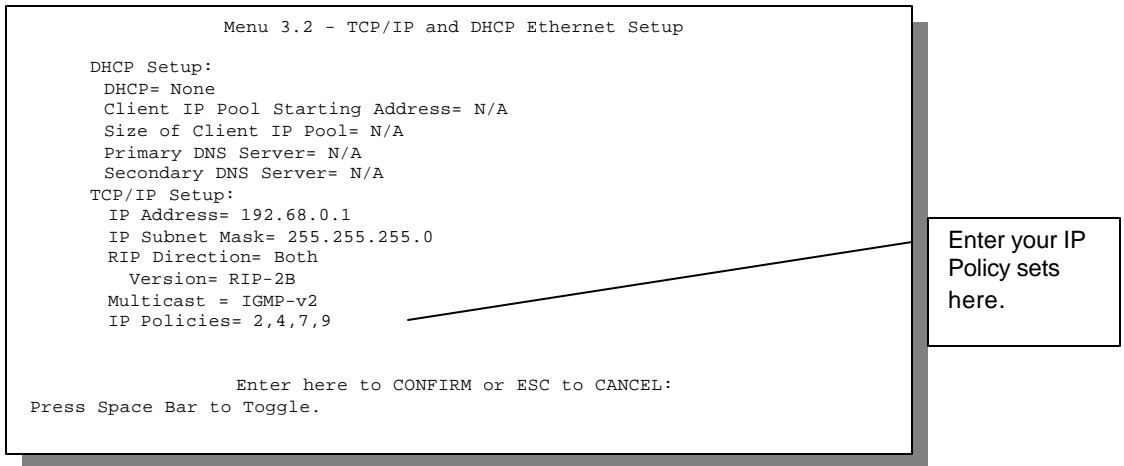 Menu 3.2 - TCP/IP and DHCP Ethernet Setup
DHCP Setup:
DHCP= None
Client IP Pool Starting Address= N/A
Size of Client IP Pool= N/A
Primary DNS Server= N/A
Secondary DNS Server= N/A
TCP/IP Setup:
IP Address= 192.68.0.1
IP Subnet Mask= 255.255.255.0
RIP Direction= Both
Version= RIP-2B
Multicast = IGMP-v2
IP Policies= 2,4,7,9
Enter here to CONFIRM or ESC to CANCEL:
Press Space Bar to Toggle.
Enter your IP
Policy sets
here.